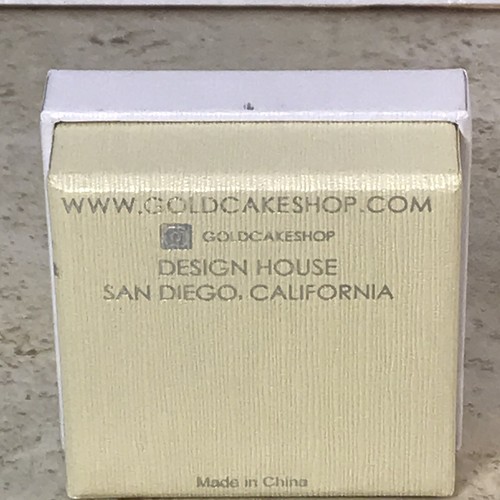 WWW.GOLDCAKESHOP.COM
GOLDCAKESHOP
DESIGN HOUSE
SAN DIEGO, CALIFORNIA
Made in China